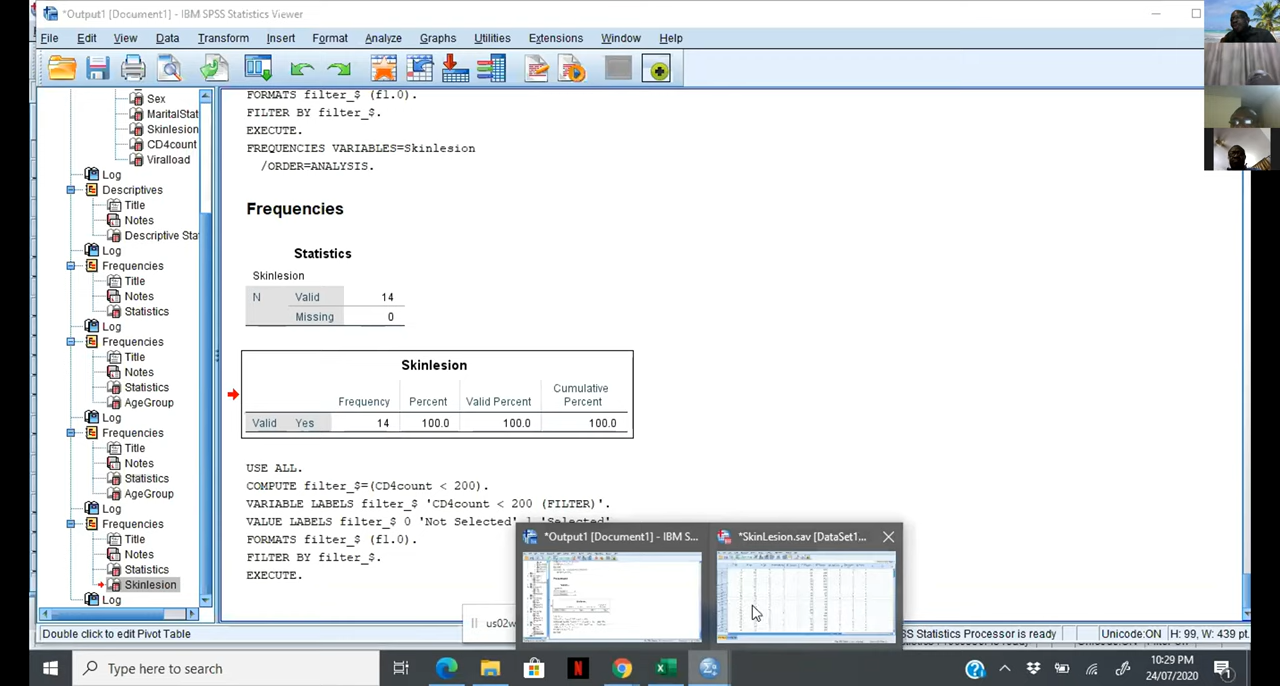 *Output1 [Document1] - IBM SPSS Statistics Viewer
File Edit View Data Transform Insert Format Analyze Graphs Utilities Extensions Window Help
Sex
MaritalStat
Skinlesion
CD4count
Viralload
Log
Descriptives
Title
Notes
Descriptive Sta
Log
Frequencies
Title
Notes
Statistics
Log
Frequencies
Title
Notes
Statistics
AgeGroup
Log
Frequencies
Title
Notes
Statistics
AgeGroup
Log
Frequencies
Title
Notes
Statistics
Skinlesion
Log
FORMATS filter_$ (f1.0).
FILTER BY filter_$.
EXECUTE.
FREQUENCIES VARIABLES=Skinlesion
/ORDER=ANALYSIS.
Frequencies
Statistics
Skinlesion
N Valid 14
Missing 0
Skinlesion
Frequency Percent Valid Percent Cumulative Percent
Valid Yes 14 100.0 100.0 100.0
USE ALL.
COMPUTE filter_$=(CD4count < 200).
VARIABLE LABELS filter_$ 'CD4count < 200 (FILTER)'.
VALUE LABELS filter_$ 0 'Not Selected' 1 'Selected'
FORMATS filter_$ (f1.0).
FILTER BY filter_$.
EXECUTE.
*Output1 [Document1] - IBM S...
*SkinLesion.sav [DataSet1...
us02w
Double click to edit Pivot Table
SS Statistics Processor is ready Unicode:ON H: 99, W: 439 pt.
Type here to search
10:29 PM
24/07/2020